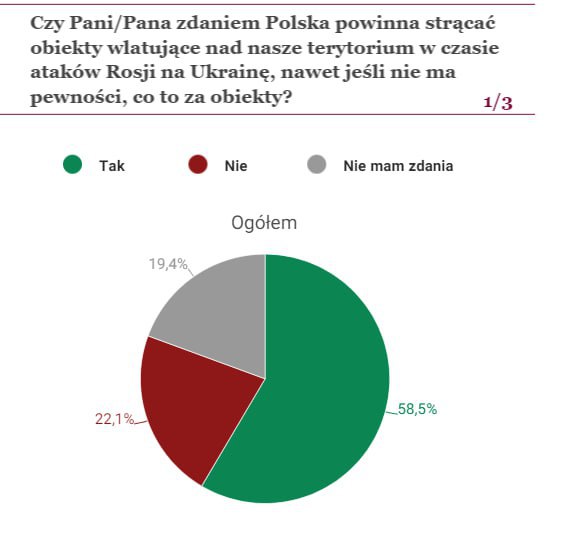 Czy Pani/Pana zdaniem Polska powinna strącać
obiekty wlatujące nad nasze terytorium w czasie
ataków Rosji na Ukrainę, nawet jeśli nie ma
pewności, co to za obiekty?
1/3
Tak
Nie
Nie mam zdania
Ogółem
19,4%
58,5%
22,1%